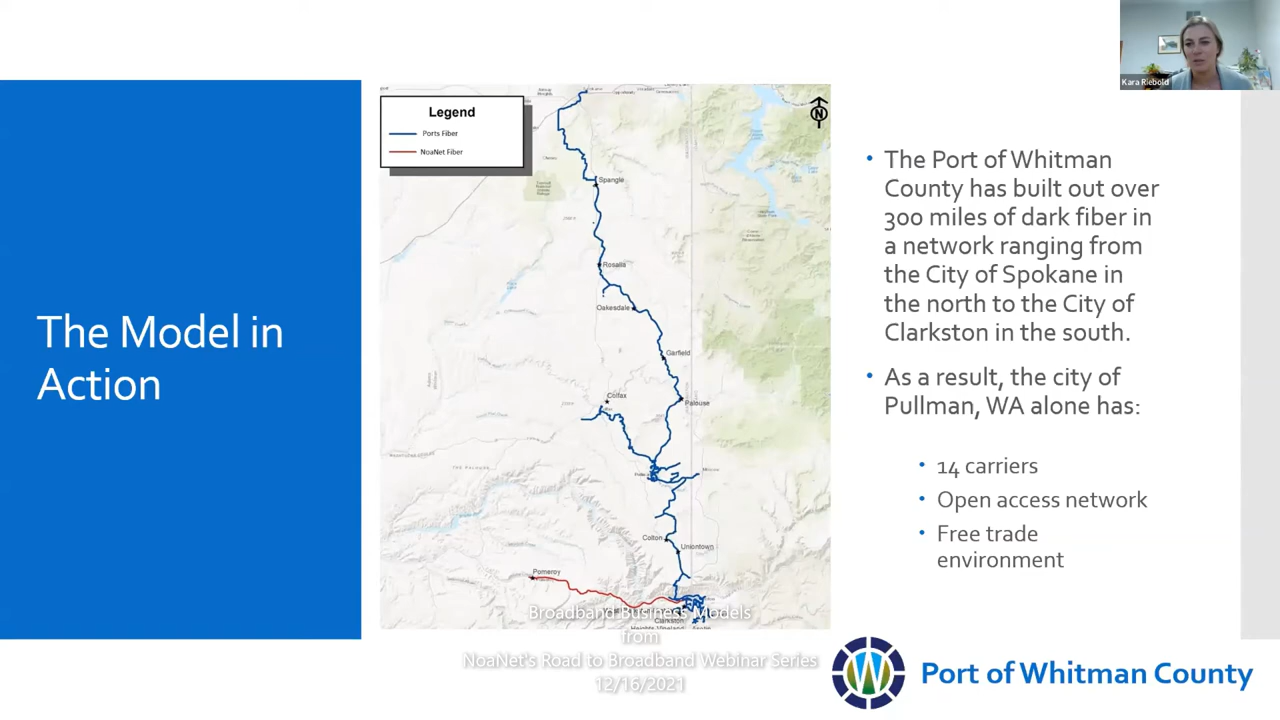 Kara Riebold
The Model in
Action
Legend
Ports Fiber
NoaNet Fiber
Spangle
Rosalia
Oakesdale
Garfield
Colfax
Palouse
Colton
Uniontown
Pomeroy
Clarkston
The Port of Whitman
County has built out over
300 miles of dark fiber in
a network ranging from
the City of Spokane in
the north to the City of
Clarkston in the south.
As a result, the city of
Pullman, WA alone has:
14 carriers
Open access network
Free trade
environment
Broadband Business Models
from
NoaNet's Road to Broadband Webinar Series
12/16/2021
Port of Whitman County